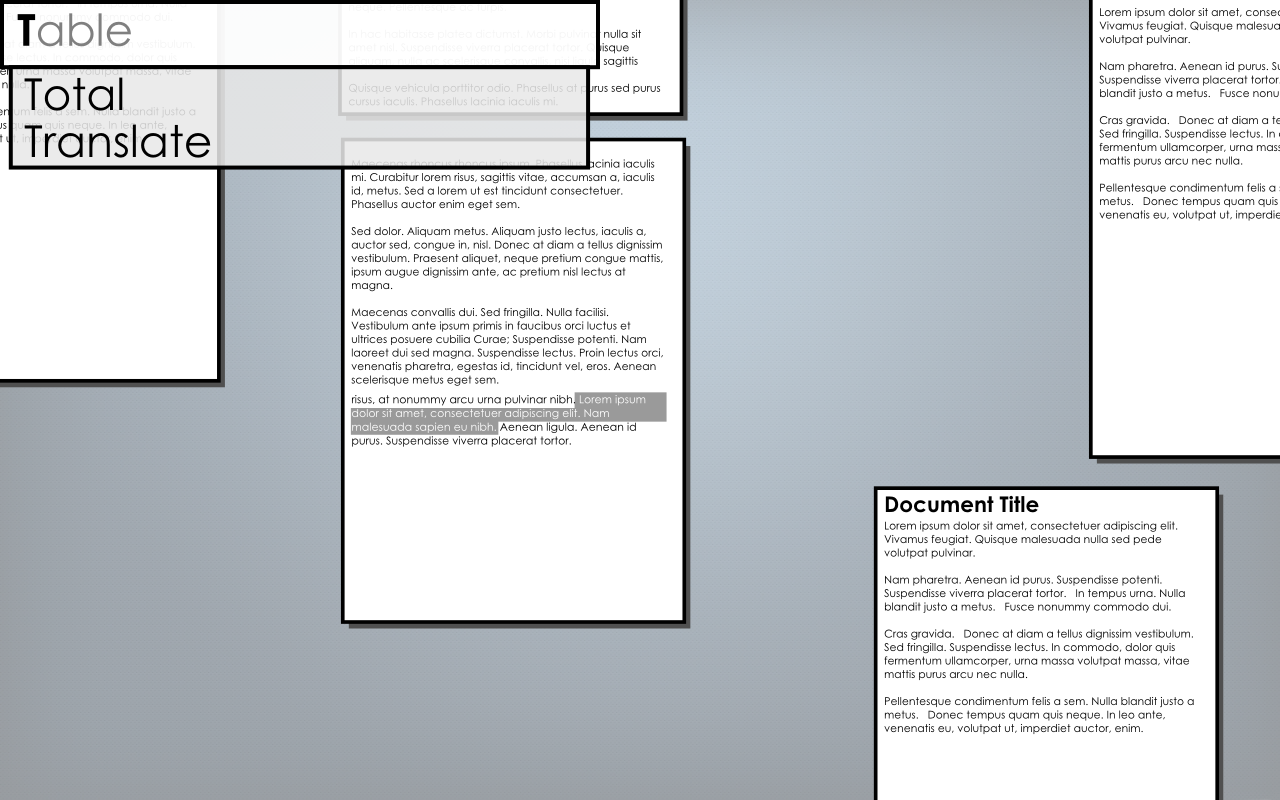 Table
Total
Translate
nulla sit
uisque
sagittis
Quisque vehicula porttitor odio. Phasellus at purus sed purus
cursus iaculis. Phasellus lacinia iaculis mi.
Maecenas rhoncus rhoncus ipsum. Phasellus lacinia iaculis
mi. Curabitur lorem risus, sagittis vitae, accumsan a, iaculis
id, metus. Sed a lorem ut est tincidunt consectetuer.
Phasellus auctor enim eget sem.
Sed dolor. Aliquam metus. Aliquam justo lectus, iaculis a,
auctor sed, congue in, nisl. Donec at diam a tellus dignissim
vestibulum. Praesent aliquet, neque pretium congue mattis,
ipsum augue dignissim ante, ac pretium nisl lectus at
magna.
Maecenas convallis dui. Sed fringilla. Nulla facilisi.
Vestibulum ante ipsum primis in faucibus orci luctus et
ultrices posuere cubilia Curae; Suspendisse potenti. Nam
laoreet dui sed magna. Suspendisse lectus. Proin lectus orci,
venenatis pharetra, egestas id, tincidunt vel, eros. Aenean
scelerisque metus eget sem.
risus, at nonummy arcu urna pulvinar nibh. Lorem ipsum
dolor sit amet, consectetuer adipiscing elit. Nam
malesuada sapien eu nibh. Aenean ligula. Aenean id
purus. Suspendisse viverra placerat tortor.
Lorem ipsum dolor sit amet, consec
Vivamus feugiat. Quisque malesua
volutpat pulvinar.
Nam pharetra. Aenean id purus. Su
Suspendisse viverra placerat tortor.
blandit justo a metus. Fusce nonu
Cras gravida. Donec at diam a te
Sed fringilla. Suspendisse lectus. In
fermentum ullamcorper, urna mass
mattis purus arcu nec nulla.
Pellentesque condimentum felis a s
metus. Donec tempus quam quis
venenatis eu, volutpat ut, imperdie
Document Title
Lorem ipsum dolor sit amet, consectetuer adipiscing elit.
Vivamus feugiat. Quisque malesuada nulla sed pede
volutpat pulvinar.
Nam pharetra. Aenean id purus. Suspendisse potenti.
Suspendisse viverra placerat tortor. In tempus urna. Nulla
blandit justo a metus. Fusce nonummy commodo dui.
Cras gravida. Donec at diam a tellus dignissim vestibulum.
Sed fringilla. Suspendisse lectus. In commodo, dolor quis
fermentum ullamcorper, urna massa volutpat massa, vitae
mattis purus arcu nec nulla.
Pellentesque condimentum felis a sem. Nulla blandit justo a
metus. Donec tempus quam quis neque. In leo ante,
venenatis eu, volutpat ut, imperdiet auctor, enim.